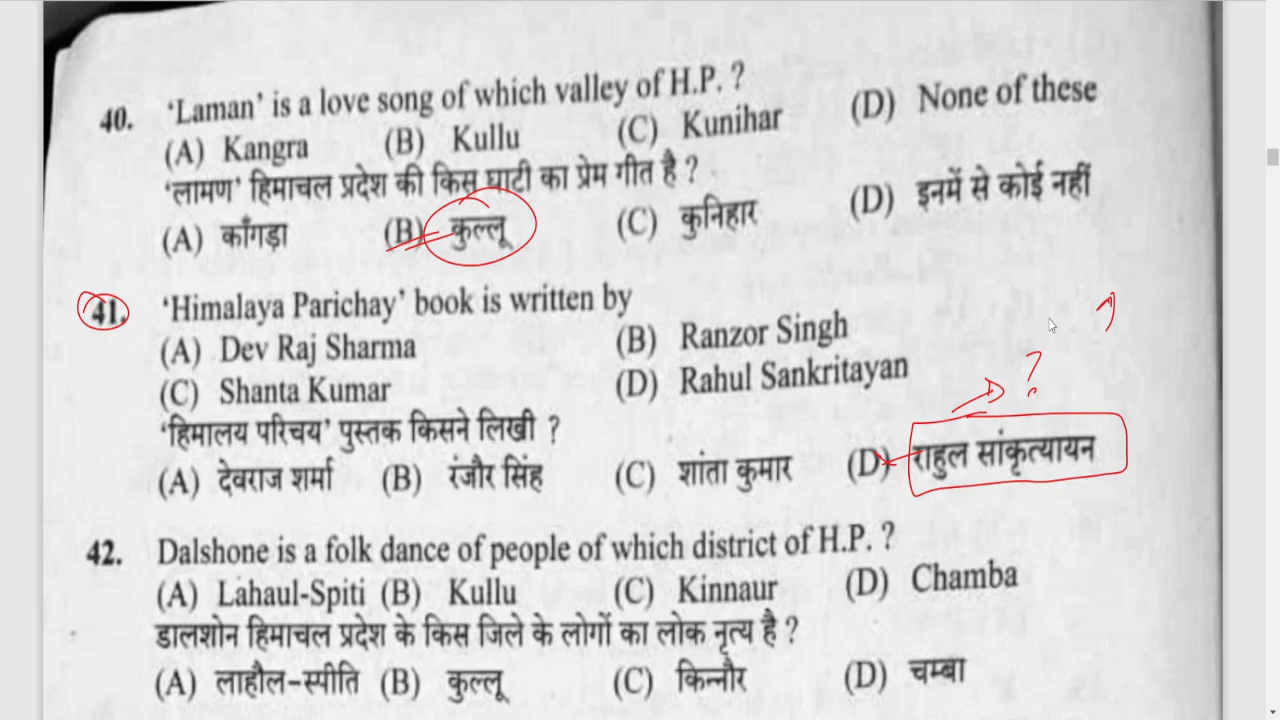 40. 'Laman' is a love song of which valley of H.P. ?
(A) Kangra (B) Kullu (C) Kunihar (D) None of these
'लामण' हिमाचल प्रदेश की किस घाटी का प्रेम गीत है ?
(A) काँगड़ा (B) कुल्लू (C) कुनिहार (D) इनमें से कोई नहीं
41. 'Himalaya Parichay' book is written by
(A) Dev Raj Sharma (B) Ranzor Singh
(C) Shanta Kumar (D) Rahul Sankritayan
'हिमालय परिचय' पुस्तक किसने लिखी ?
(A) देवराज शर्मा (B) रंजौर सिंह (C) शांता कुमार (D) राहुल सांकृत्यायन
D ?
42. Dalshone is a folk dance of people of which district of H.P. ?
(A) Lahaul-Spiti (B) Kullu (C) Kinnaur (D) Chamba
डालशोन हिमाचल प्रदेश के किस जिले के लोगों का लोक नृत्य है ?
(A) लाहौल-स्पीति (B) कुल्लू (C) किन्नौर (D) चम्बा